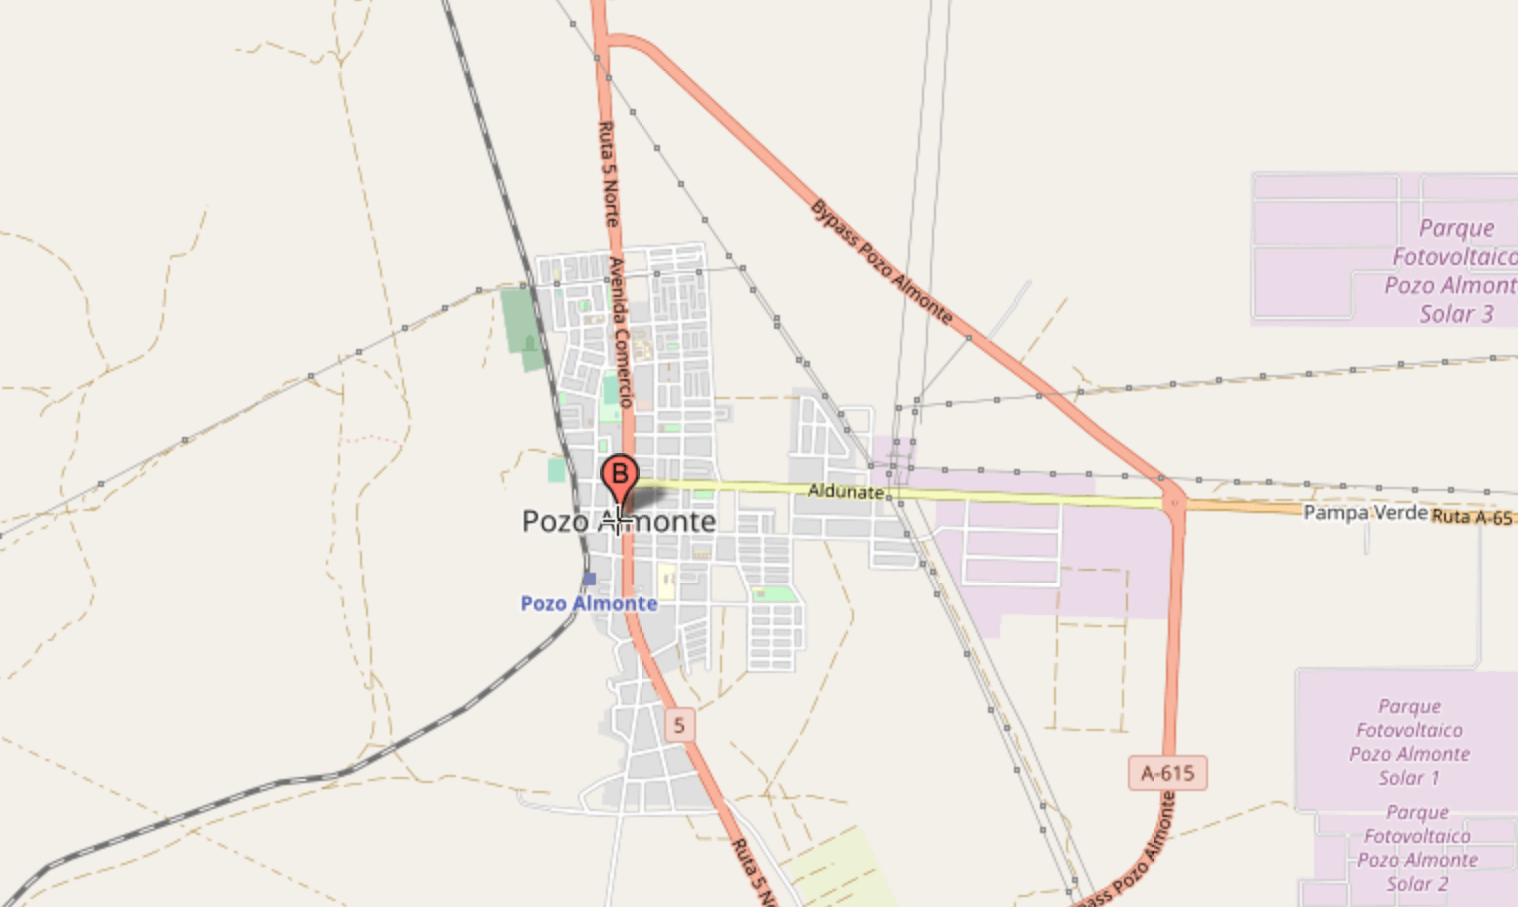 Ruta 5 Norte
Bypass Pozo Almonte
Parque
Fotovoltaico
Pozo Almont
Solar 3
Avenida Comercio
B
Aldunate
Pampa Verde
Ruta A-65
Pozo Almonte
Pozo Almonte
5
A-615
Parque
Fotovoltaico
Pozo Almonte
Solar 1
Parque
Fotovoltaico
Pozo Almonte
Solar 2
Ruta 5 No
pass Pozo Almonte